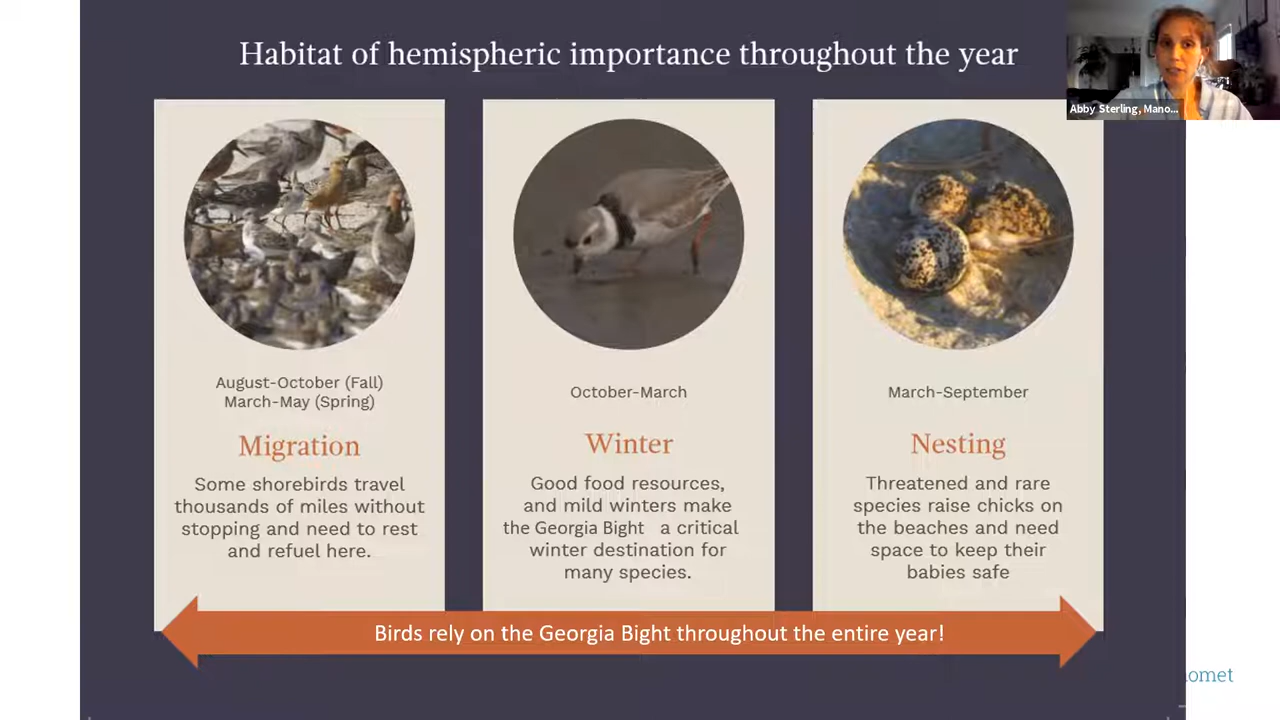 Habitat of hemispheric importance throughout the year
Abby Sterling, Mano...
August-October (Fall)
March-May (Spring)
Migration
Some shorebirds travel
thousands of miles without
stopping and need to rest
and refuel here.
October-March
Winter
Good food resources,
and mild winters make
the Georgia Bight a critical
winter destination for
many species.
March-September
Nesting
Threatened and rare
species raise chicks on
the beaches and need
space to keep their
babies safe
Birds rely on the Georgia Bight throughout the entire year!
omet